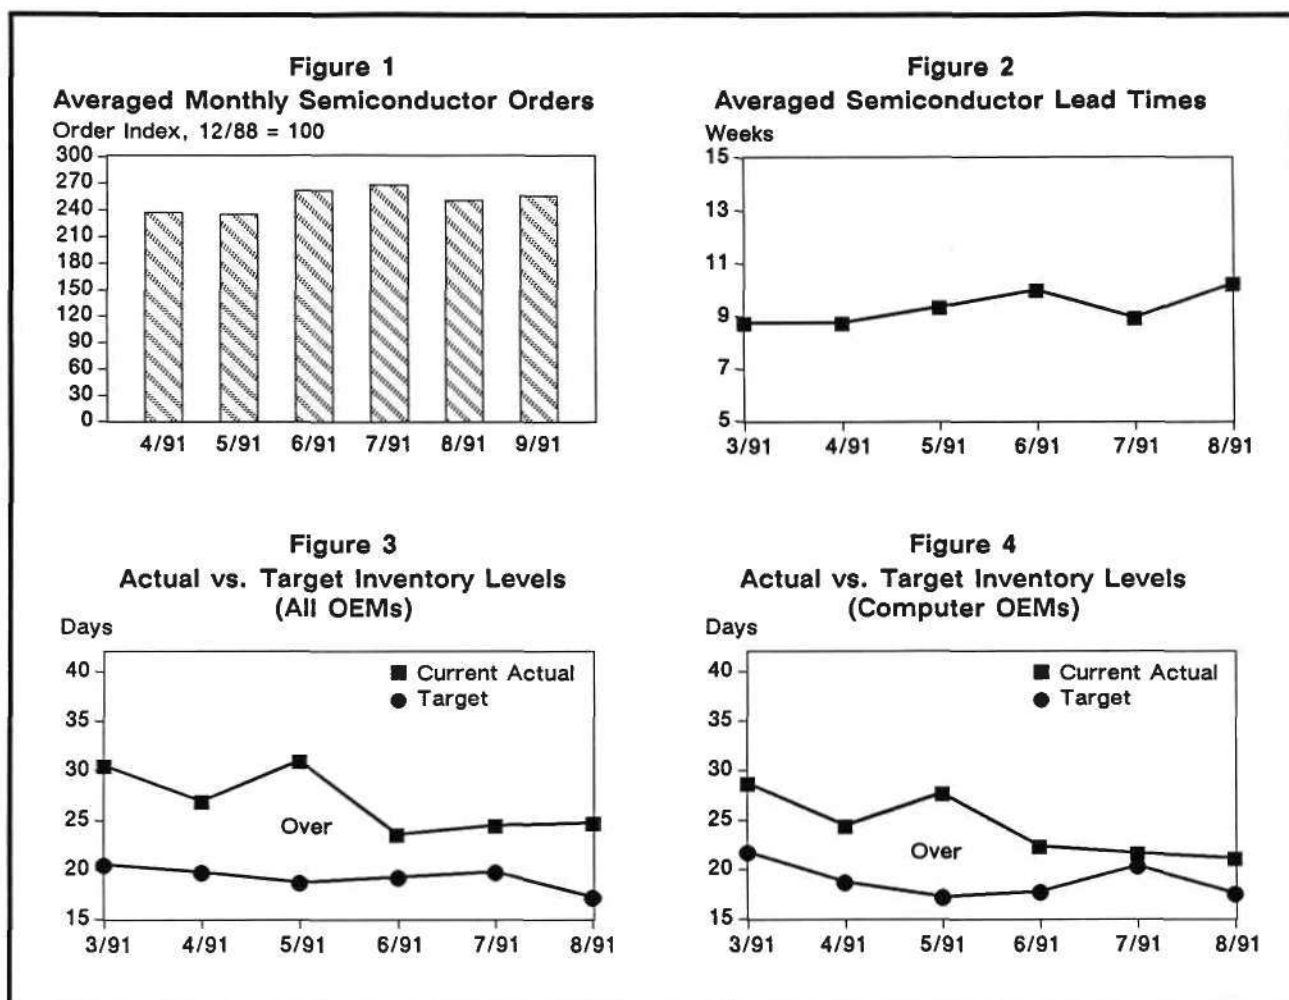 Figure 1
Averaged Monthly Semiconductor Orders
Order Index, 12/88 = 100
300
270
240
210
180
150
120
90
60
30
0
4/91 5/91 6/91 7/91 8/91 9/91
Figure 2
Averaged Semiconductor Lead Times
Weeks
15
13
11
9
7
5
3/91 4/91 5/91 6/91 7/91 8/91
Figure 3
Actual vs. Target Inventory Levels
(All OEMs)
Days
40
35
30
25
20
15
Current Actual
Target
Over
3/91 4/91 5/91 6/91 7/91 8/91
Figure 4
Actual vs. Target Inventory Levels
(Computer OEMs)
Days
40
35
30
25
20
15
Current Actual
Target
Over
3/91 4/91 5/91 6/91 7/91 8/91